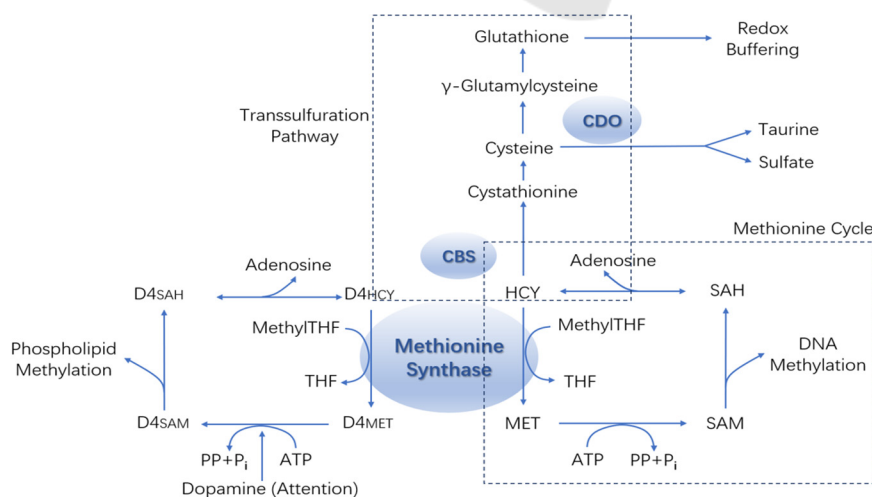 Glutathione
Redox
Buffering
γ-Glutamylcysteine
Transsulfuration
Pathway
CDO
Taurine
Cysteine
Sulfate
Cystathionine
Methionine Cycle
CBS
Adenosine
Adenosine
D4SAH
D4HCY
HCY
SAH
MethylTHF
MethylTHF
Phospholipid
Methylation
Methionine
Synthase
DNA
Methylation
THF
THF
D4SAM
D4MET
MET
SAM
PP+Pi
ATP
ATP
PP+Pi
Dopamine (Attention)